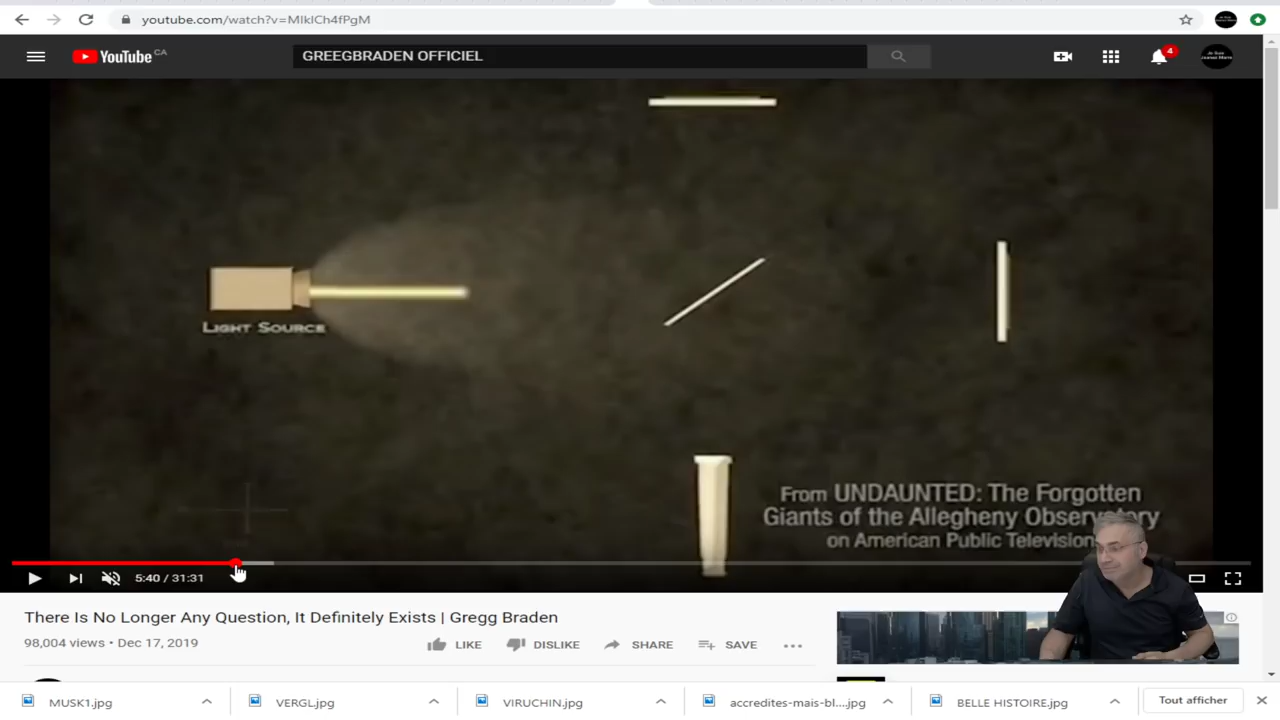 youtube.com/watch?v=MIkICh4fPgM
YouTube CA
GREEGBRADEN OFFICIEL
4
LIGHT SOURCE
From UNDAUNTED: The Forgotten
Giants of the Allegheny Observatory
on American Public Television
5:40 / 31:31
There Is No Longer Any Question, It Definitely Exists | Gregg Braden
98,004 views • Dec 17, 2019
LIKE
DISLIKE
SHARE
SAVE
MUSK1.jpg
VERGL.jpg
VIRUCHIN.jpg
accredites-mais-bl....jpg
BELLE HISTOIRE.jpg
Tout afficher